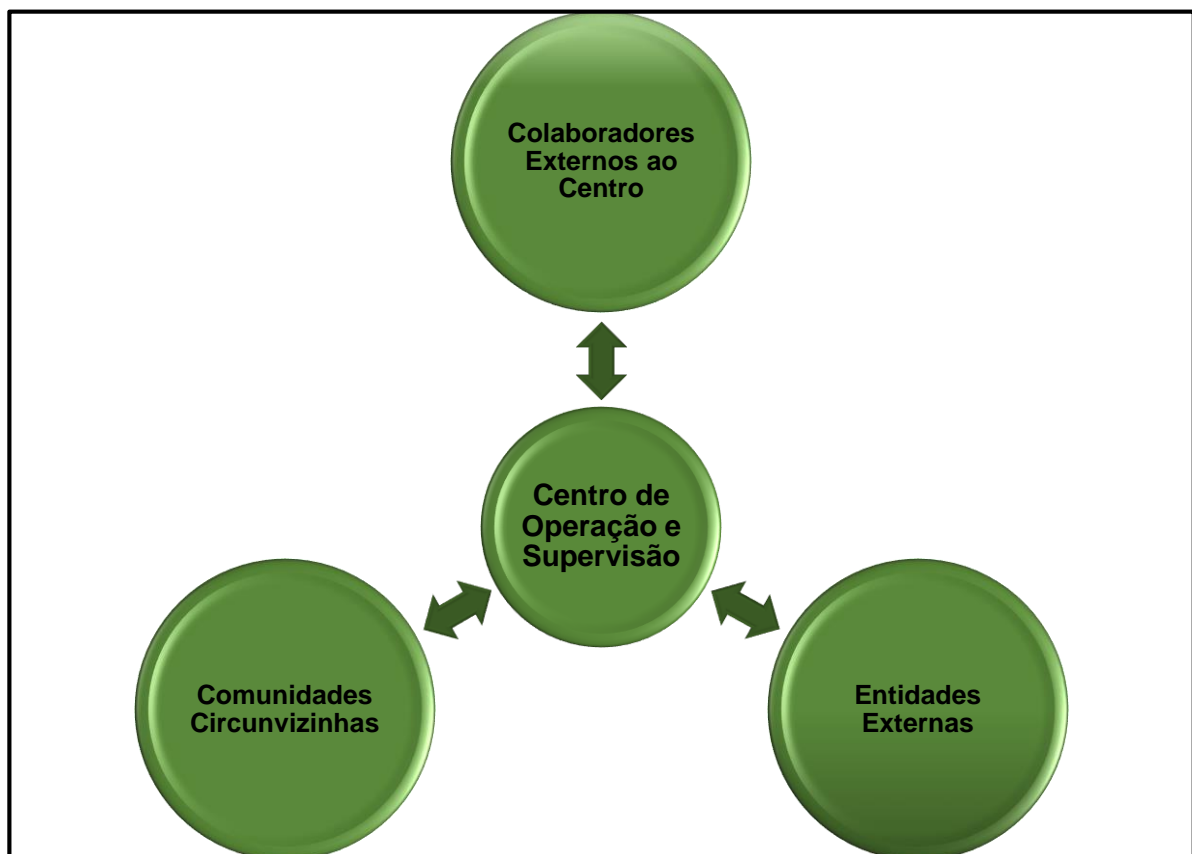 Colaboradores
Externos ao
Centro
Centro de
Operação e
Supervisão
Comunidades
Circunvizinhas
Entidades
Externas